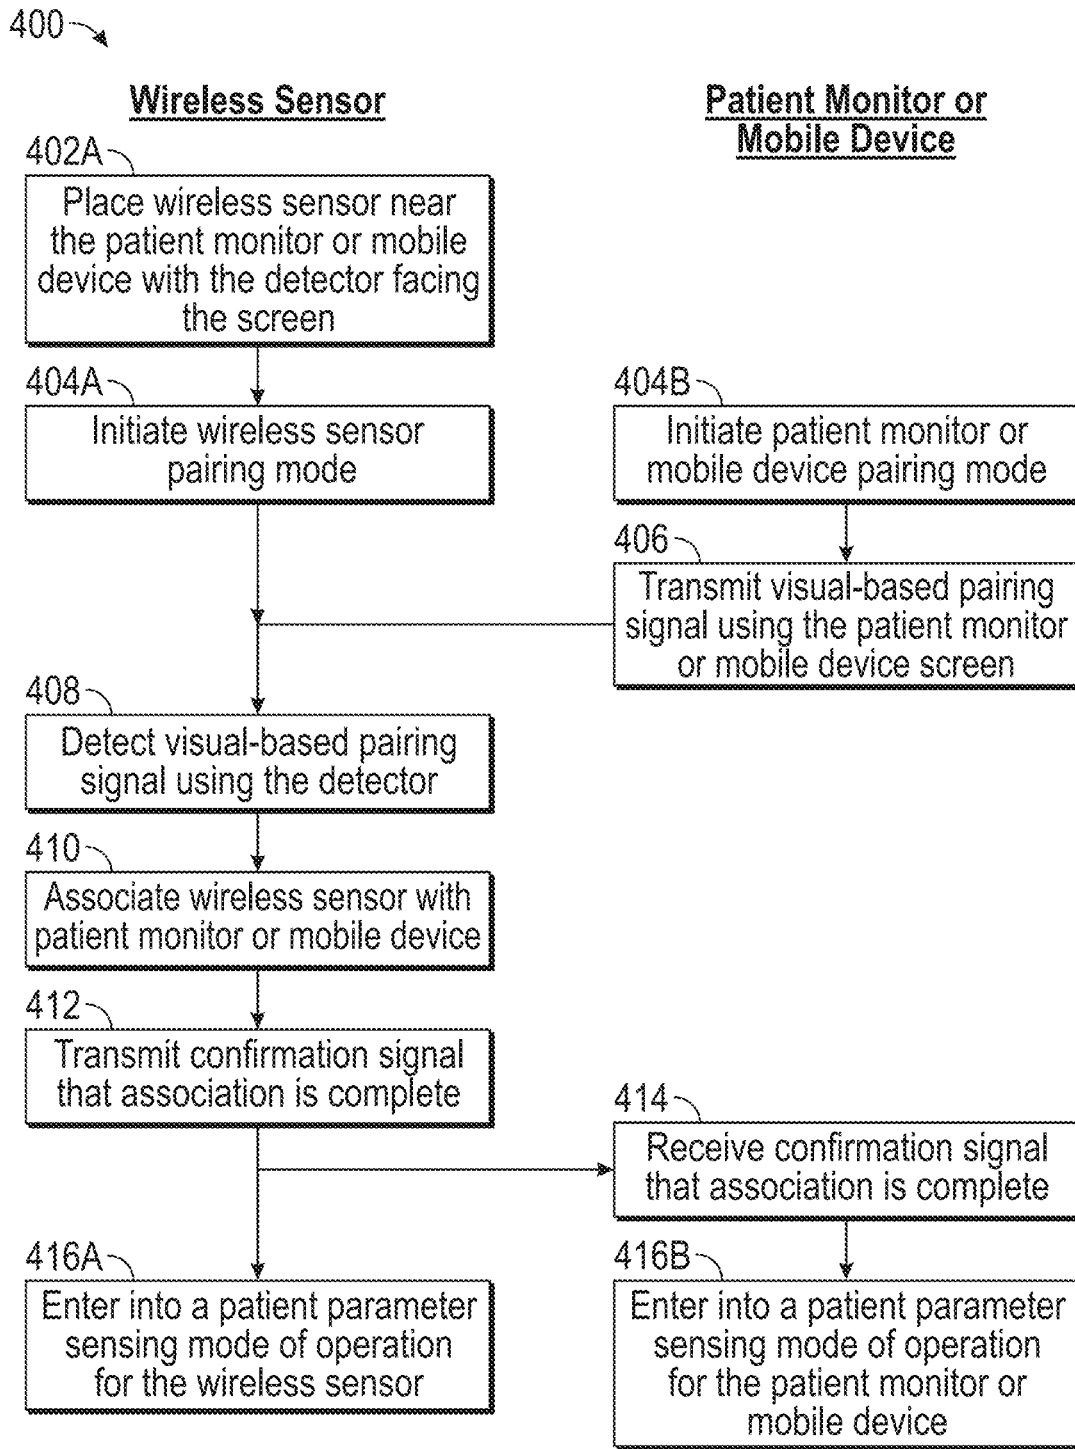 400
Wireless Sensor
Patient Monitor or
Mobile Device
402A
Place wireless sensor near
the patient monitor or mobile
device with the detector facing
the screen
404A
Initiate wireless sensor
pairing mode
404B
Initiate patient monitor or
mobile device pairing mode
406
Transmit visual-based pairing
signal using the patient monitor
or mobile device screen
408
Detect visual-based pairing
signal using the detector
410
Associate wireless sensor with
patient monitor or mobile device
412
Transmit confirmation signal
that association is complete
414
Receive confirmation signal
that association is complete
416A
Enter into a patient parameter
sensing mode of operation
for the wireless sensor
416B
Enter into a patient parameter
sensing mode of operation
for the patient monitor or
mobile device